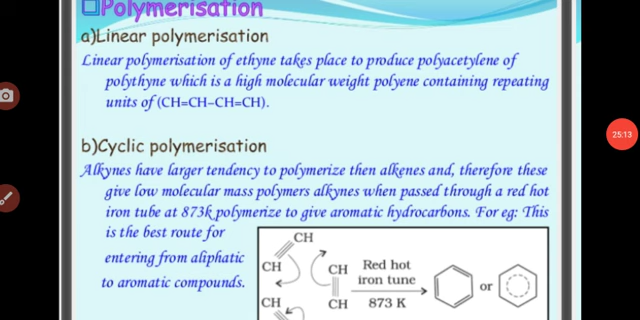 ❑Polymerisation
a)Linear polymerisation
Linear polymerisation of ethyne takes place to produce polyacetylene of
polythyne which is a high molecular weight polyene containing repeating
units of (CH=CH–CH=CH).
b)Cyclic polymerisation
Alkynes have larger tendency to polymerize then alkenes and, therefore these
give low molecular mass polymers alkynes when passed through a red hot
iron tube at 873k polymerize to give aromatic hydrocarbons. For eg: This
is the best route for
entering from aliphatic
to aromatic compounds.
CH
CH
CH
CH
CH
Red hot
iron tune
873 K
or
25:13